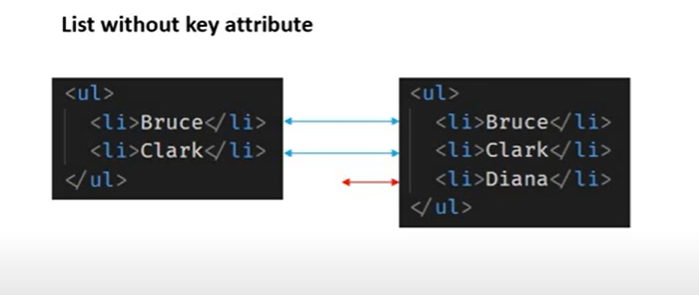 List without key attribute
<ul>
<li>Bruce</li>
<li>Clark</li>
</ul>
<ul>
<li>Bruce</li>
<li>Clark</li>
<li>Diana</li>
</ul>